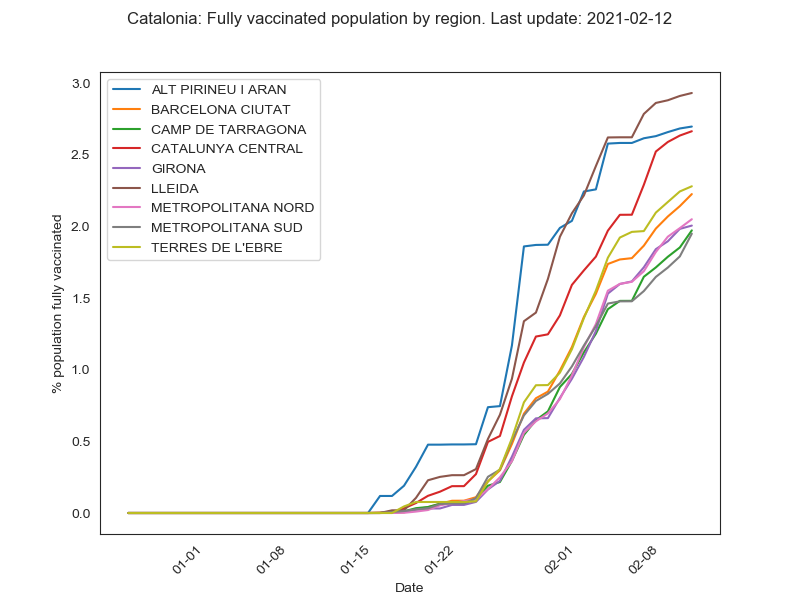 Catalonia: Fully vaccinated population by region. Last update: 2021-02-12
ALT PIRINEU I ARAN
BARCELONA CIUTAT
CAMP DE TARRAGONA
CATALUNYA CENTRAL
GIRONA
LLEIDA
METROPOLITANA NORD
METROPOLITANA SUD
TERRES DE L'EBRE
% population fully vaccinated
3.0
2.5
2.0
1.5
1.0
0.5
0.0
01-01
01-08
01-15
01-22
02-01
02-08
Date